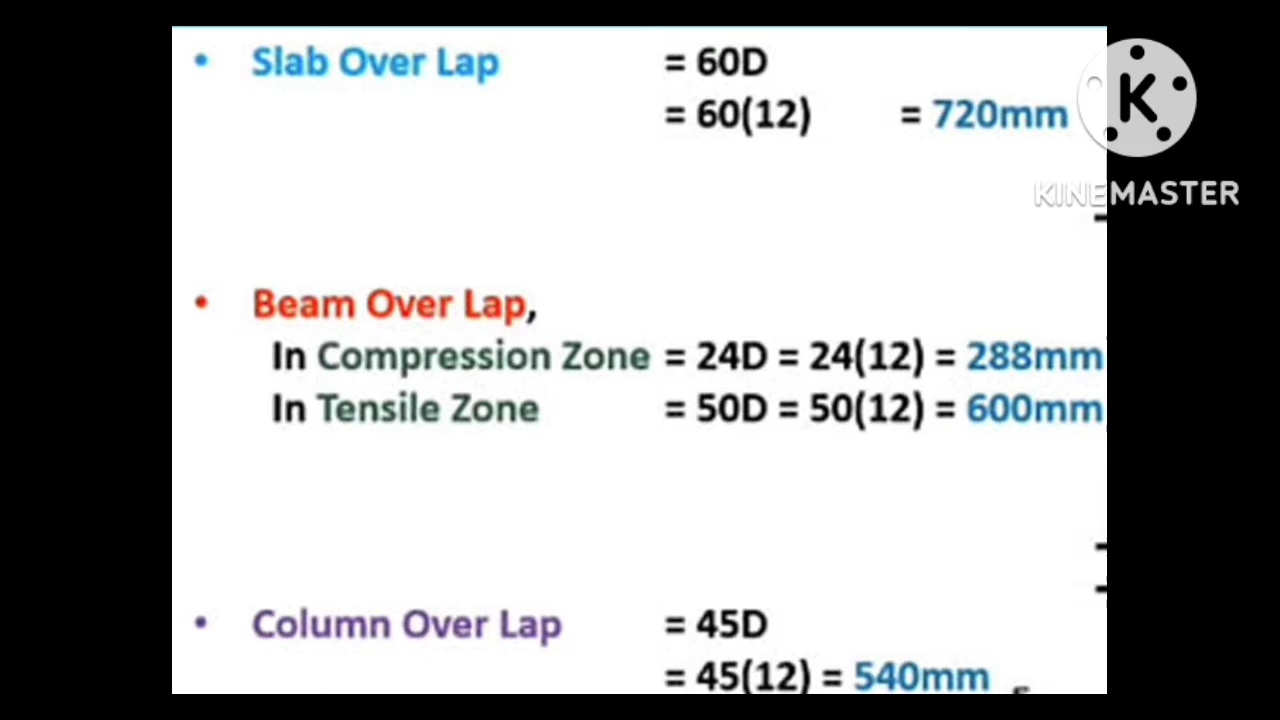 • Slab Over Lap = 60D
= 60(12) = 720mm
K
KINEMASTER
• Beam Over Lap,
In Compression Zone = 24D = 24(12) = 288mm
In Tensile Zone = 50D = 50(12) = 600mm
• Column Over Lap = 45D
= 45(12) = 540mm